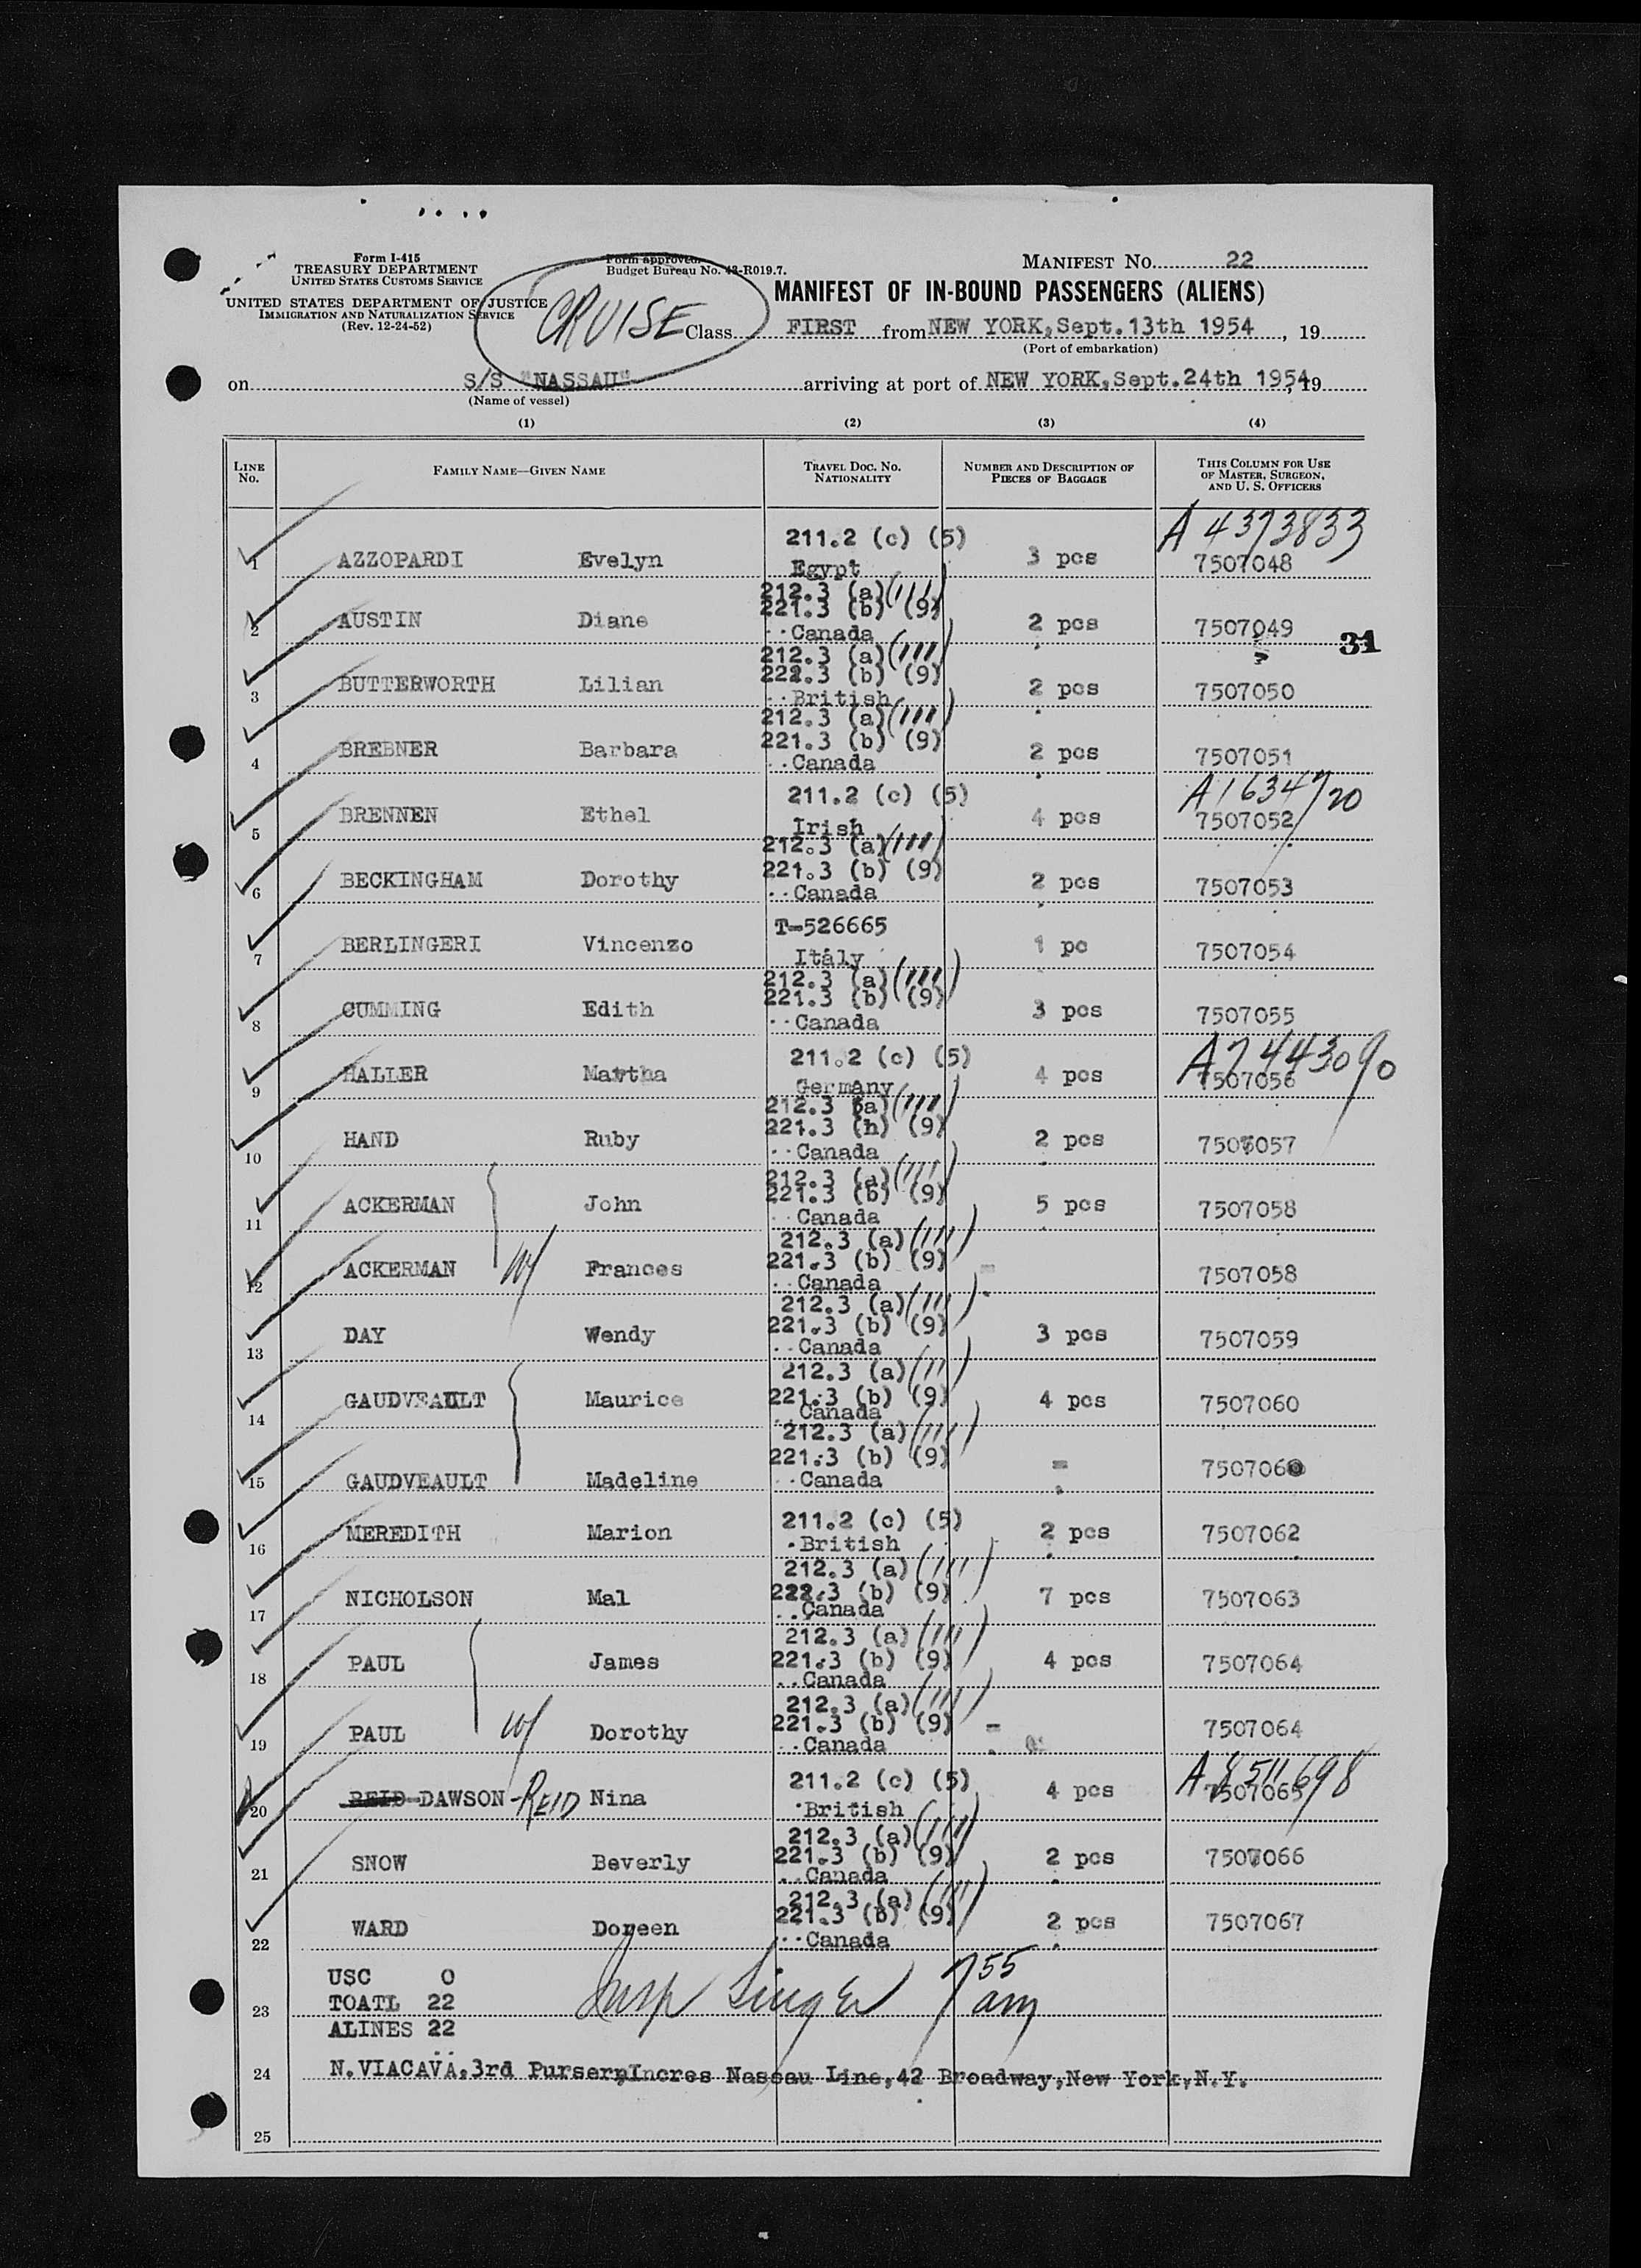 Form I-415
TREASURY DEPARTMENT
UNITED STATES CUSTOMS SERVICE
UNITED STATES DEPARTMENT OF JUSTICE
IMMIGRATION AND NATURALIZATION SERVICE
(Rev. 12-24-52)
Form approved.
Budget Bureau No. 43-R019.7.
CRUISE
MANIFEST NO. 22
MANIFEST OF IN-BOUND PASSENGERS (ALIENS)
Class FIRST from NEW YORK, Sept. 13th 1954, 19
(Port of embarkation)
on S/S "NASSAU" arriving at port of NEW YORK, Sept. 24th 1954, 19
(Name of vessel)
(1) (2) (3) (4)
LINE NO.
FAMILY NAME—GIVEN NAME
TRAVEL DOC. NO. NATIONALITY
NUMBER AND DESCRIPTION OF PIECES OF BAGGAGE
THIS COLUMN FOR USE OF MASTER, SURGEON, AND U. S. OFFICERS
211.2 (c) (5) A 4373833
1 AZZOPARDI Evelyn Egypt 3 pcs 7507048
212.3 (a)
221.3 (b) (9)
2 AUSTIN Diane Canada 2 pcs 7507049
31
212.3 (a)
222.3 (b) (9)
3 BUTTERWORTH Lilian British 2 pcs 7507050
212.3 (a)
221.3 (b) (9)
4 BREBNER Barbara Canada 2 pcs 7507051
211.2 (c) (5) A1634720
5 BRENNEN Ethel Irish 4 pcs 7507052
212.3 (a)
221.3 (b) (9)
6 BECKINGHAM Dorothy Canada 2 pcs 7507053
T-526665
7 BERLINGERI Vincenzo Italy 1 pc 7507054
212.3 (a)
221.3 (b) (9)
8 CUMMING Edith Canada 3 pcs 7507055
211.2 (c) (5) A7443090
9 HALLER Martha Germany 4 pcs 7507056
212.3 (a)
221.3 (h) (9)
10 HAND Ruby Canada 2 pcs 7507057
212.3 (a)
221.3 (b) (9)
11 ACKERMAN John Canada 5 pcs 7507058
212.3 (a)
221.3 (b) (9)
12 ACKERMAN W/ Frances Canada - 7507058
212.3 (a)
221.3 (b) (9)
13 DAY Wendy Canada 3 pcs 7507059
212.3 (a)
221.3 (b) (9)
14 GAUDVEAULT Maurice Canada 4 pcs 7507060
212.3 (a)
221.3 (b) (9)
15 GAUDVEAULT Madeline Canada = 7507060
211.2 (c) (5)
16 MEREDITH Marion British 2 pcs 7507062
212.3 (a)
222.3 (b) (9)
17 NICHOLSON Mal Canada 7 pcs 7507063
212.3 (a)
221.3 (b) (9)
18 PAUL James Canada 4 pcs 7507064
212.3 (a)
221.3 (b) (9)
19 PAUL W/ Dorothy Canada = 7507064
211.2 (c) (5) A8511698
20 REID-DAWSON-REID Nina British 4 pcs 7507065
212.3 (a)
221.3 (b) (9)
21 SNOW Beverly Canada 2 pcs 7507066
212.3 (a)
221.3 (b) (9)
22 WARD Doreen Canada 2 pcs 7507067
USC 0
23 TOATL 22 Insp Singer 7 55 am
ALINES 22
24 N.VIACAVA,3rd Purser,Incres Nassau Line,42 Broadway,New York,N.Y.
25